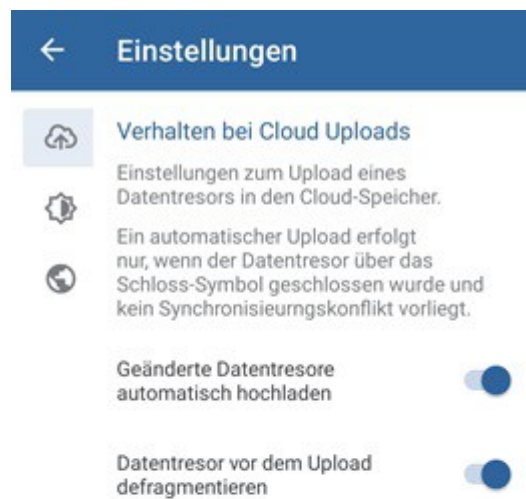 Einstellungen
Verhalten bei Cloud Uploads
Einstellungen zum Upload eines
Datentresors in den Cloud-Speicher.
Ein automatischer Upload erfolgt
nur, wenn der Datentresor über das
Schloss-Symbol geschlossen wurde und
kein Synchronisieurngskonflikt vorliegt.
Geänderte Datentresore
automatisch hochladen
Datentresor vor dem Upload
defragmentieren